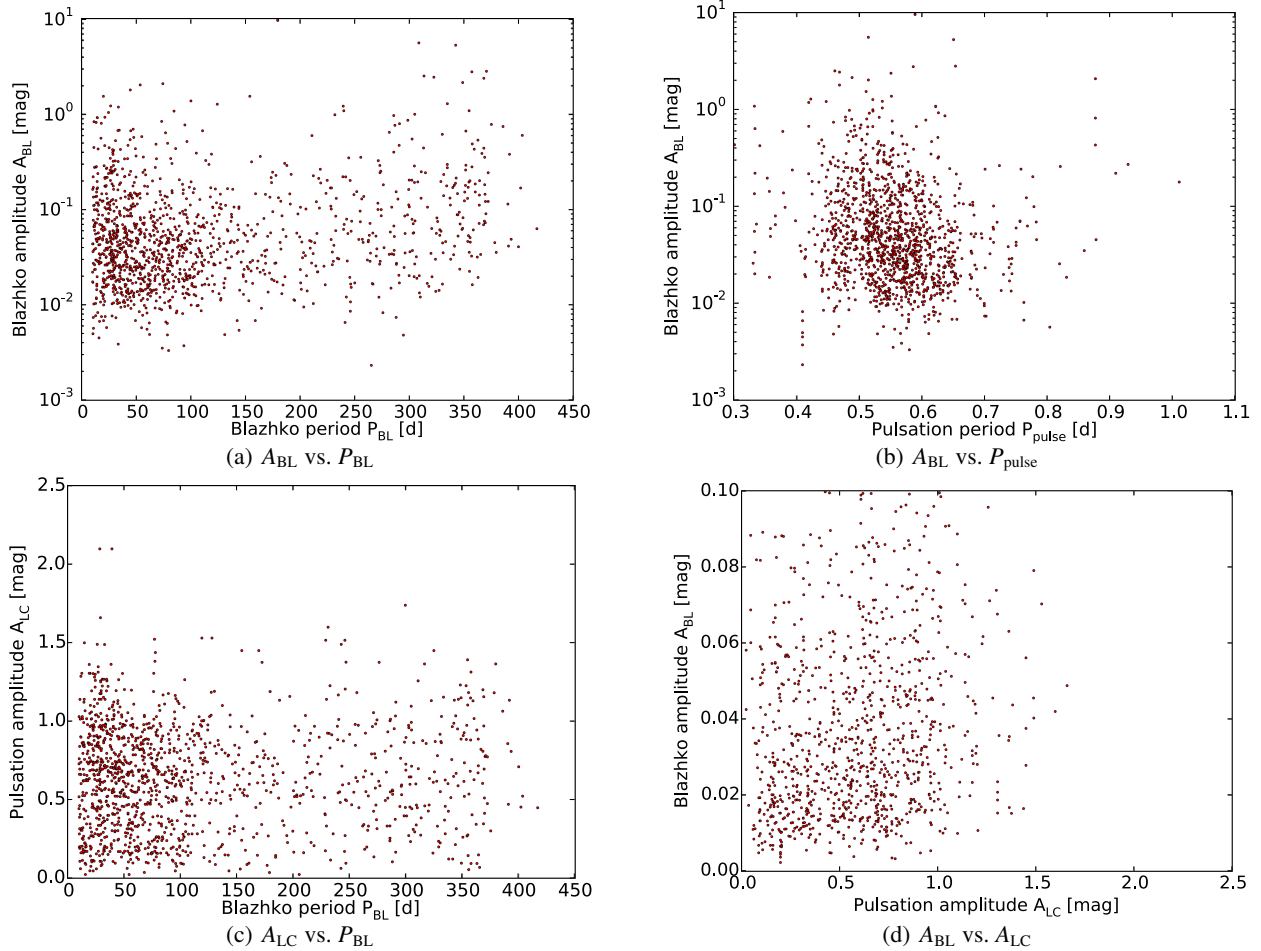 10^1
10^0
10^-1
10^-2
10^-3
Blazhko amplitude A_BL [mag]
0 50 100 150 200 250 300 350 400 450
Blazhko period P_BL [d]
(a) A_BL vs. P_BL
10^1
10^0
10^-1
10^-2
10^-3
Blazhko amplitude A_BL [mag]
0.3 0.4 0.5 0.6 0.7 0.8 0.9 1.0 1.1
Pulsation period P_pulse [d]
(b) A_BL vs. P_pulse
2.5
2.0
1.5
1.0
0.5
0.0
Pulsation amplitude A_LC [mag]
0 50 100 150 200 250 300 350 400 450
Blazhko period P_BL [d]
(c) A_LC vs. P_BL
0.10
0.08
0.06
0.04
0.02
0.00
Blazhko amplitude A_BL [mag]
0.0 0.5 1.0 1.5 2.0 2.5
Pulsation amplitude A_LC [mag]
(d) A_BL vs. A_LC